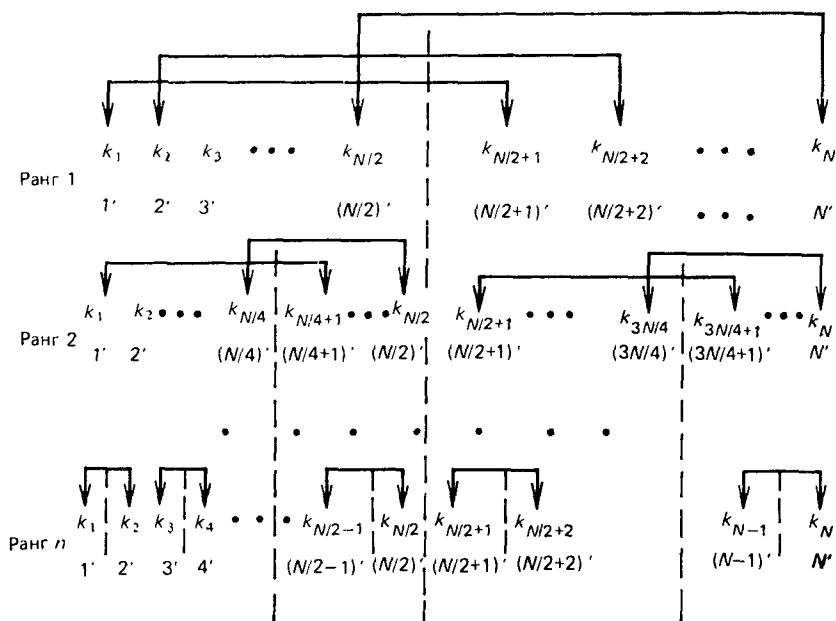 k₁ k₂ k₃ • • • k_{N/2} k_{N/2+1} k_{N/2+2} • • • k_N
Ранг 1
1' 2' 3' (N/2)' (N/2+1)' (N/2+2)' • • • N'
k₁ k₂ • • • k_{N/4} k_{N/4+1} • • • k_{N/2} k_{N/2+1} • • • k_{3N/4} k_{3N/4+1} • • • k_N
Ранг 2
1' 2' (N/4)' (N/4+1)' (N/2)' (N/2+1)' (3N/4)' (3N/4+1)' N'
• • • • • • •
k₁ k₂ k₃ k₄ • • • k_{N/2−1} k_{N/2} k_{N/2+1} k_{N/2+2} k_{N−1} k_N
Ранг n
1' 2' 3' 4' (N/2−1)' (N/2)' (N/2+1)' (N/2+2)' (N−1)' N'